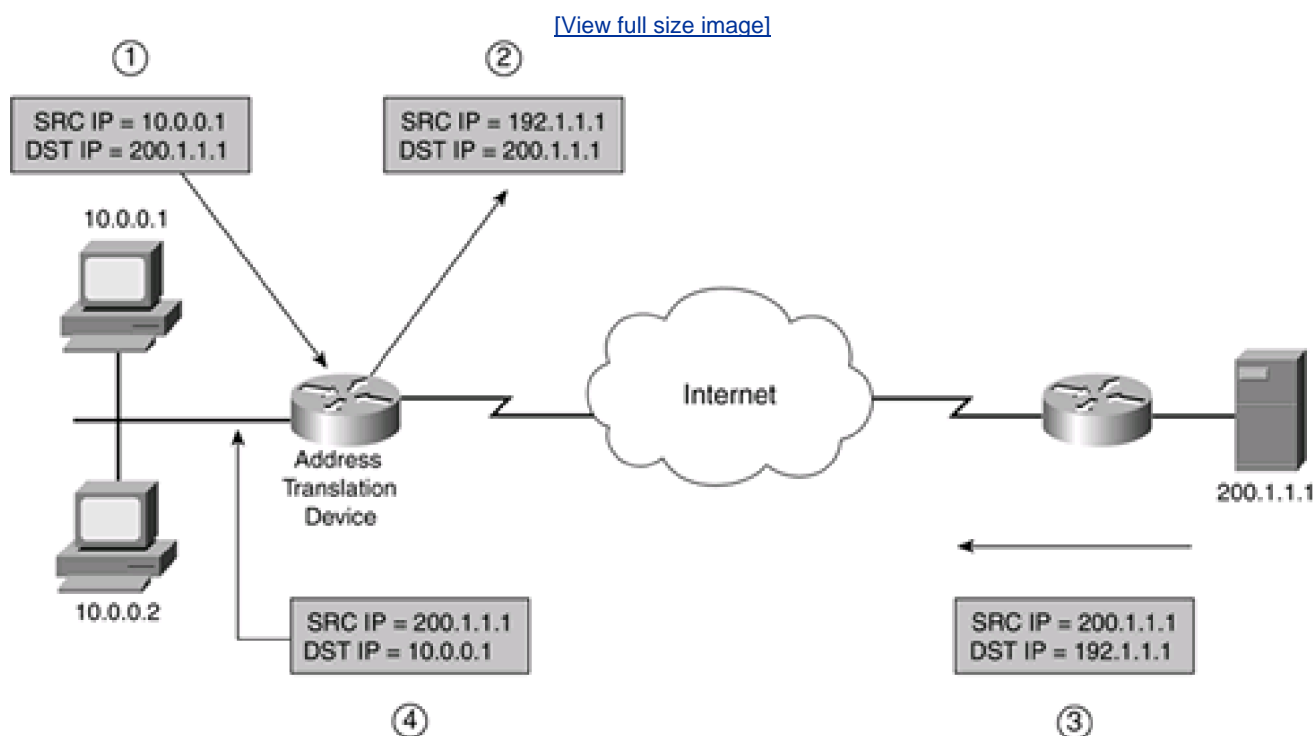 [View full size image]
1
2
SRC IP = 10.0.0.1
DST IP = 200.1.1.1
SRC IP = 192.1.1.1
DST IP = 200.1.1.1
10.0.0.1
Internet
Address
Translation
Device
200.1.1.1
10.0.0.2
SRC IP = 200.1.1.1
DST IP = 10.0.0.1
SRC IP = 200.1.1.1
DST IP = 192.1.1.1
4
3